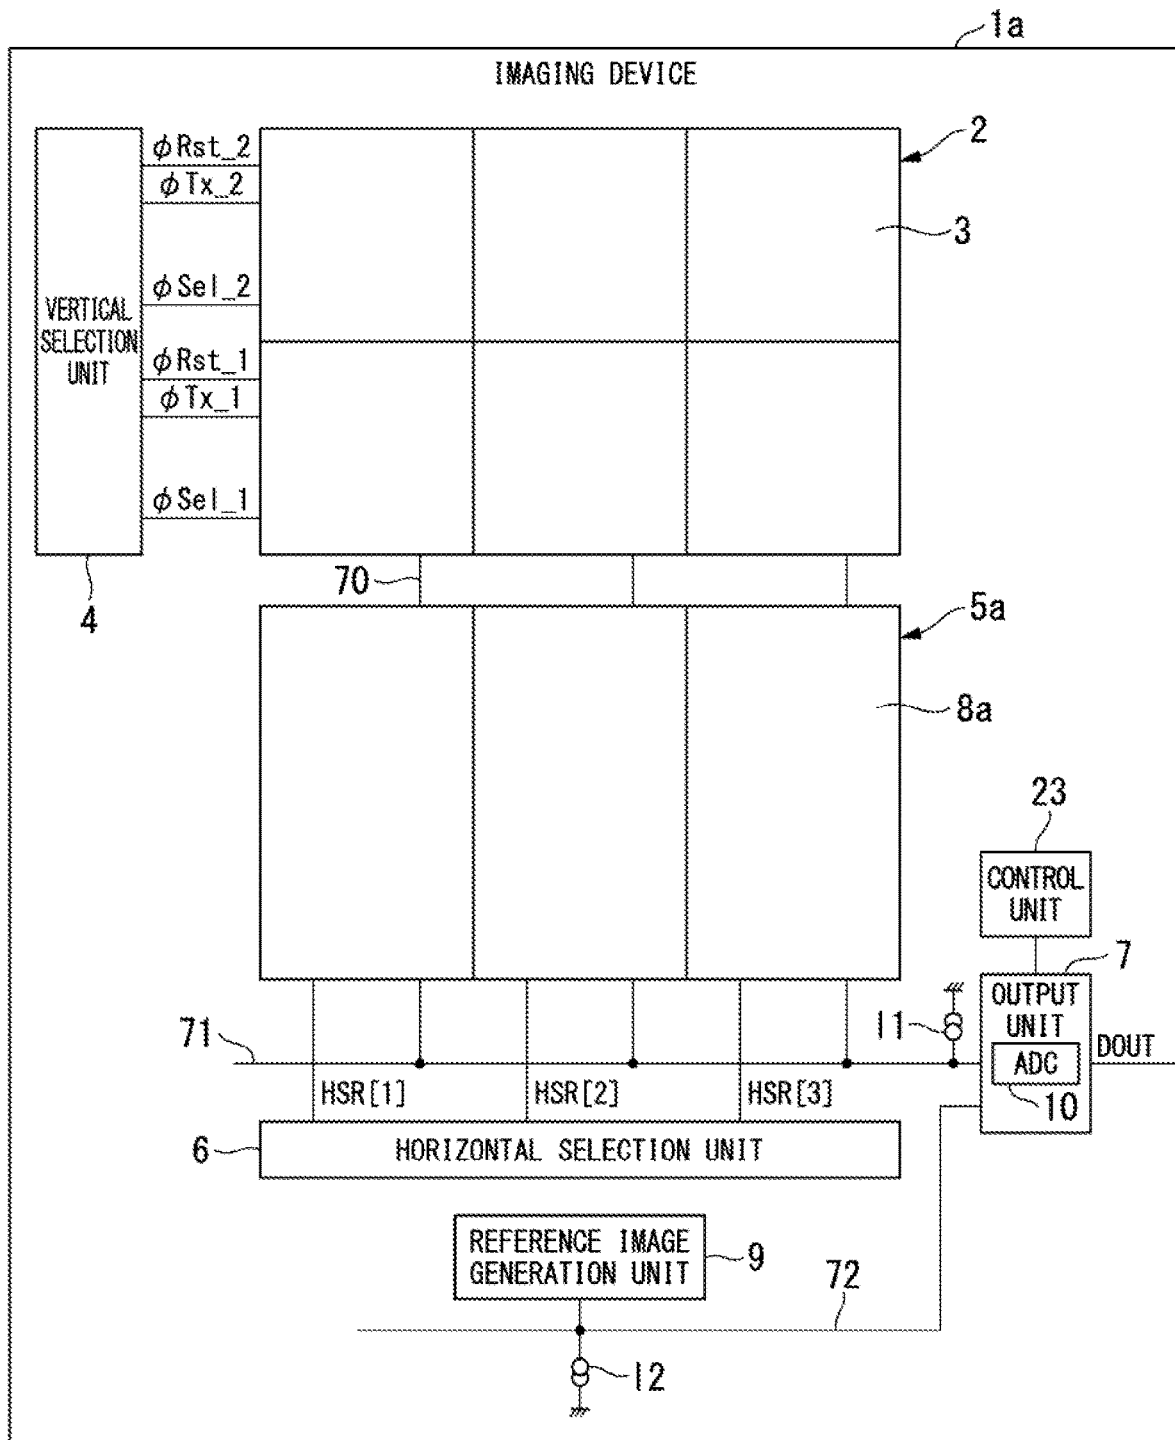 1a
IMAGING DEVICE
φRst_2
φTx_2
φSel_2
φRst_1
φTx_1
φSel_1
VERTICAL
SELECTION
UNIT
2
3
4
70
5a
8a
23
CONTROL
UNIT
7
OUTPUT
UNIT
ADC
10
DOUT
I1
71
HSR[1]
HSR[2]
HSR[3]
6
HORIZONTAL SELECTION UNIT
REFERENCE IMAGE
GENERATION UNIT
9
72
I2